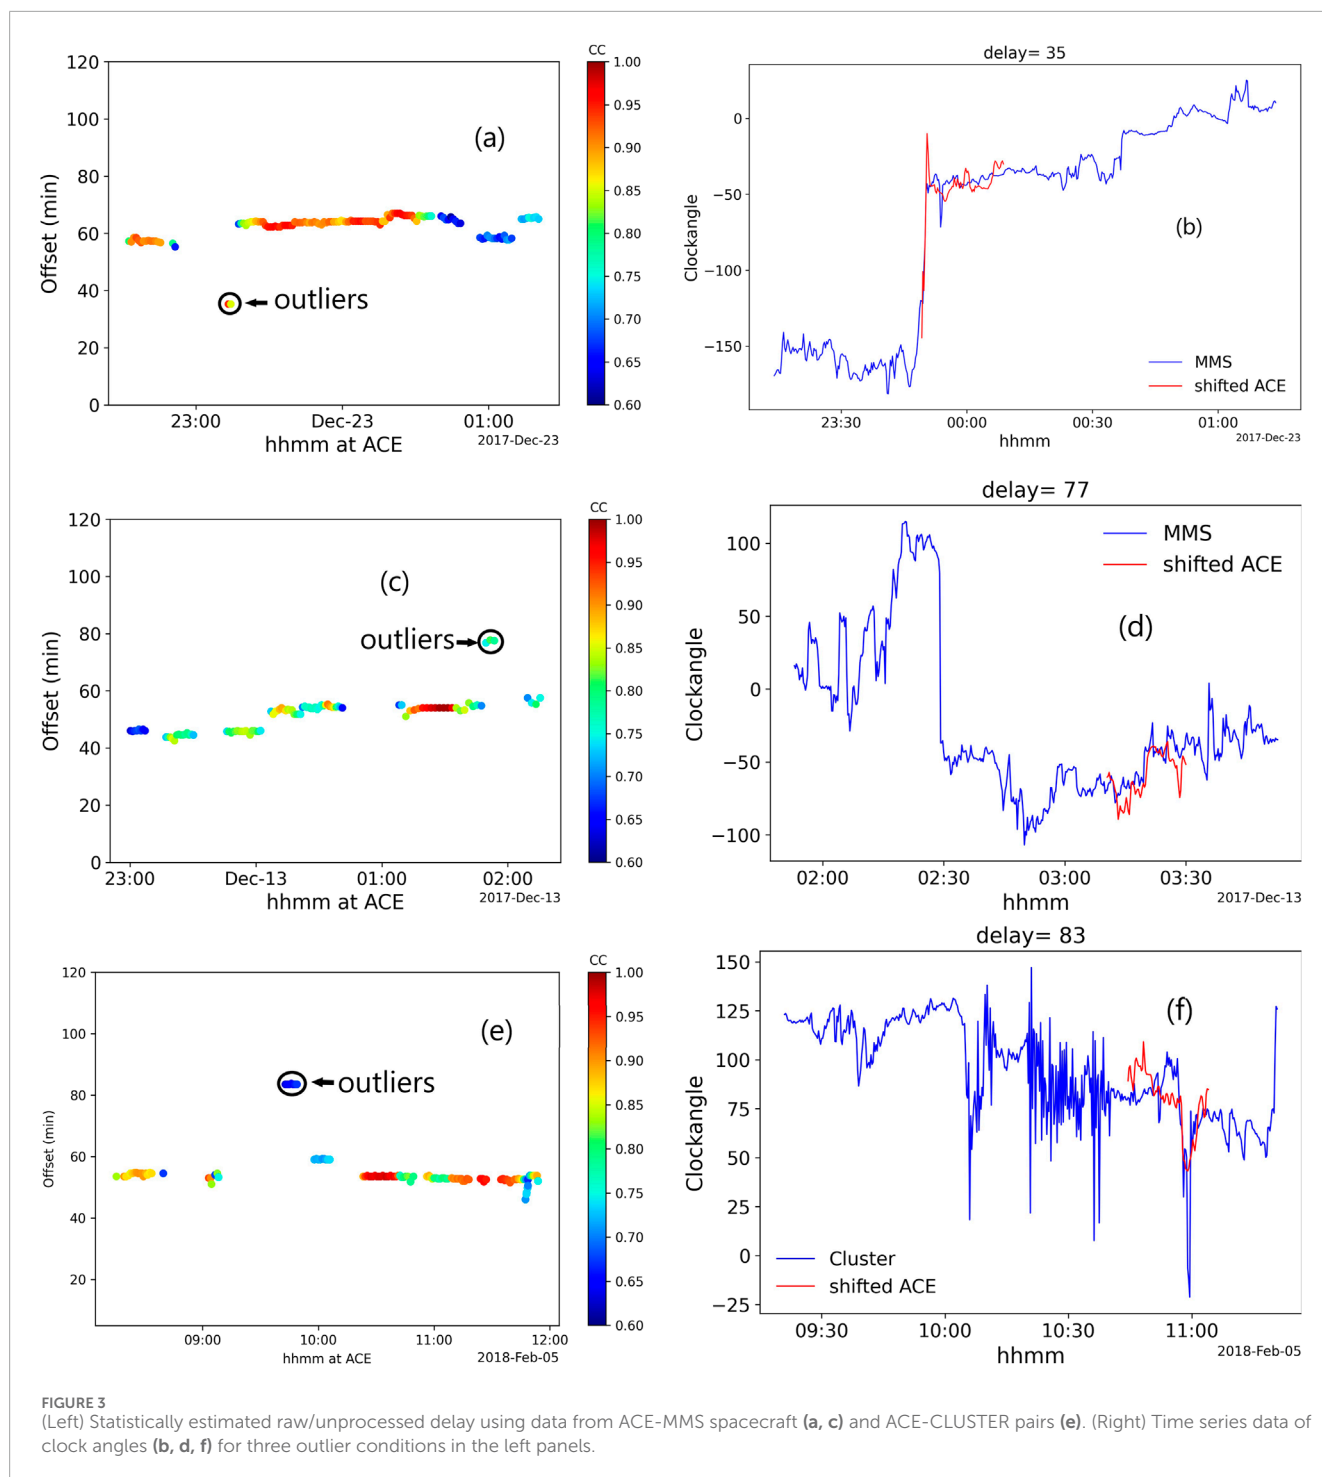 CC
120
100
80
60
40
20
0
Offset (min)
(a)
outliers
23:00
Dec-23
01:00
hhmm at ACE
2017-Dec-23
1.00
0.95
0.90
0.85
0.80
0.75
0.70
0.65
0.60
delay= 35
0
−50
−100
−150
Clockangle
(b)
MMS
shifted ACE
23:30
00:00
00:30
01:00
hhmm
2017-Dec-23
CC
120
100
80
60
40
20
0
Offset (min)
(c)
outliers
23:00
Dec-13
01:00
02:00
hhmm at ACE
2017-Dec-13
1.00
0.95
0.90
0.85
0.80
0.75
0.70
0.65
0.60
delay= 77
100
50
0
−50
−100
Clockangle
MMS
shifted ACE
(d)
02:00
02:30
03:00
03:30
hhmm
2017-Dec-13
CC
120
100
80
60
40
20
Offset (min)
(e)
outliers
09:00
10:00
11:00
12:00
hhmm at ACE
2018-Feb-05
1.00
0.95
0.90
0.85
0.80
0.75
0.70
0.65
0.60
delay= 83
150
125
100
75
50
25
0
−25
Clockangle
(f)
Cluster
shifted ACE
09:30
10:00
10:30
11:00
hhmm
2018-Feb-05
FIGURE 3
(Left) Statistically estimated raw/unprocessed delay using data from ACE-MMS spacecraft (a, c) and ACE-CLUSTER pairs (e). (Right) Time series data of
clock angles (b, d, f) for three outlier conditions in the left panels.